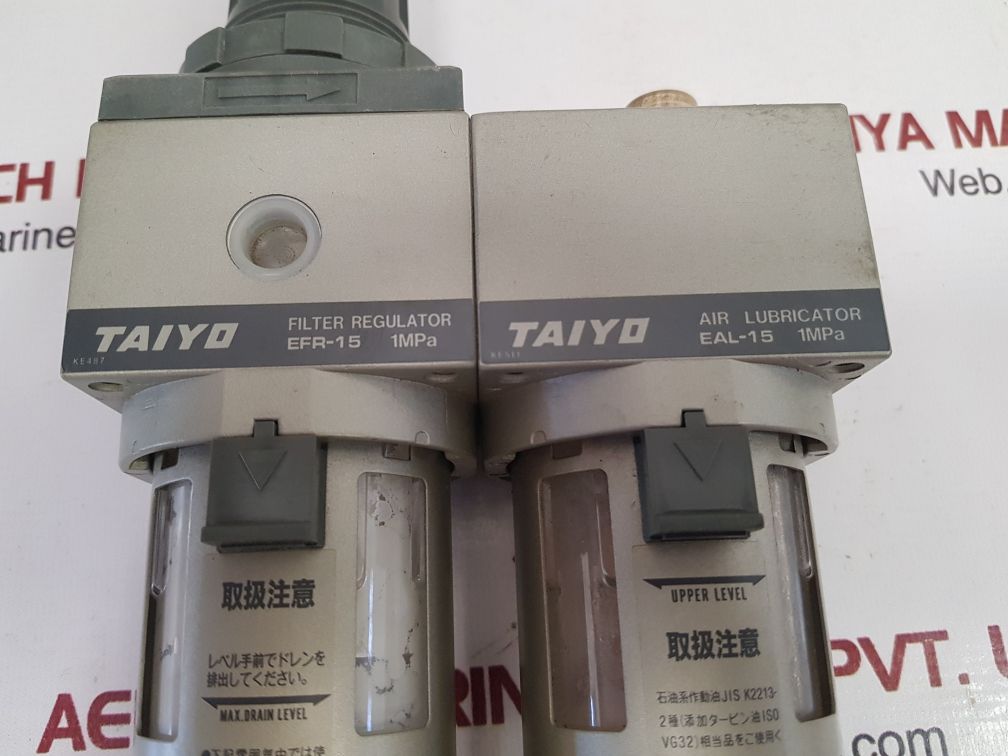 TAIYO
FILTER REGULATOR
EFR-15 1MPa
KE487
取扱注意
レベル手前でドレンを
排出してください。
MAX. DRAIN LEVEL
TAIYO
AIR LUBRICATOR
EAL-15 1MPa
UPPER LEVEL
取扱注意
石油系作動油JIS K2213-
2種(添加タービン油ISO
VG32)相当品をご使用く
CH
arine
IYA MA
Web.
AE
RIN
PVT. L
com